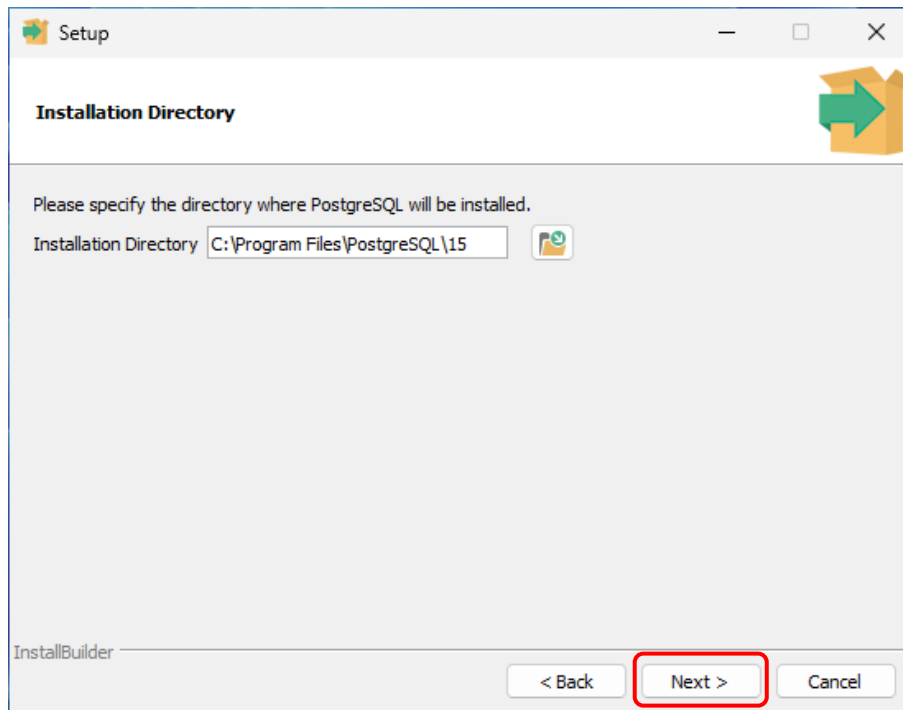 Setup
Installation Directory
Please specify the directory where PostgreSQL will be installed.
Installation Directory C:\Program Files\PostgreSQL\15
InstallBuilder
< Back Next > Cancel